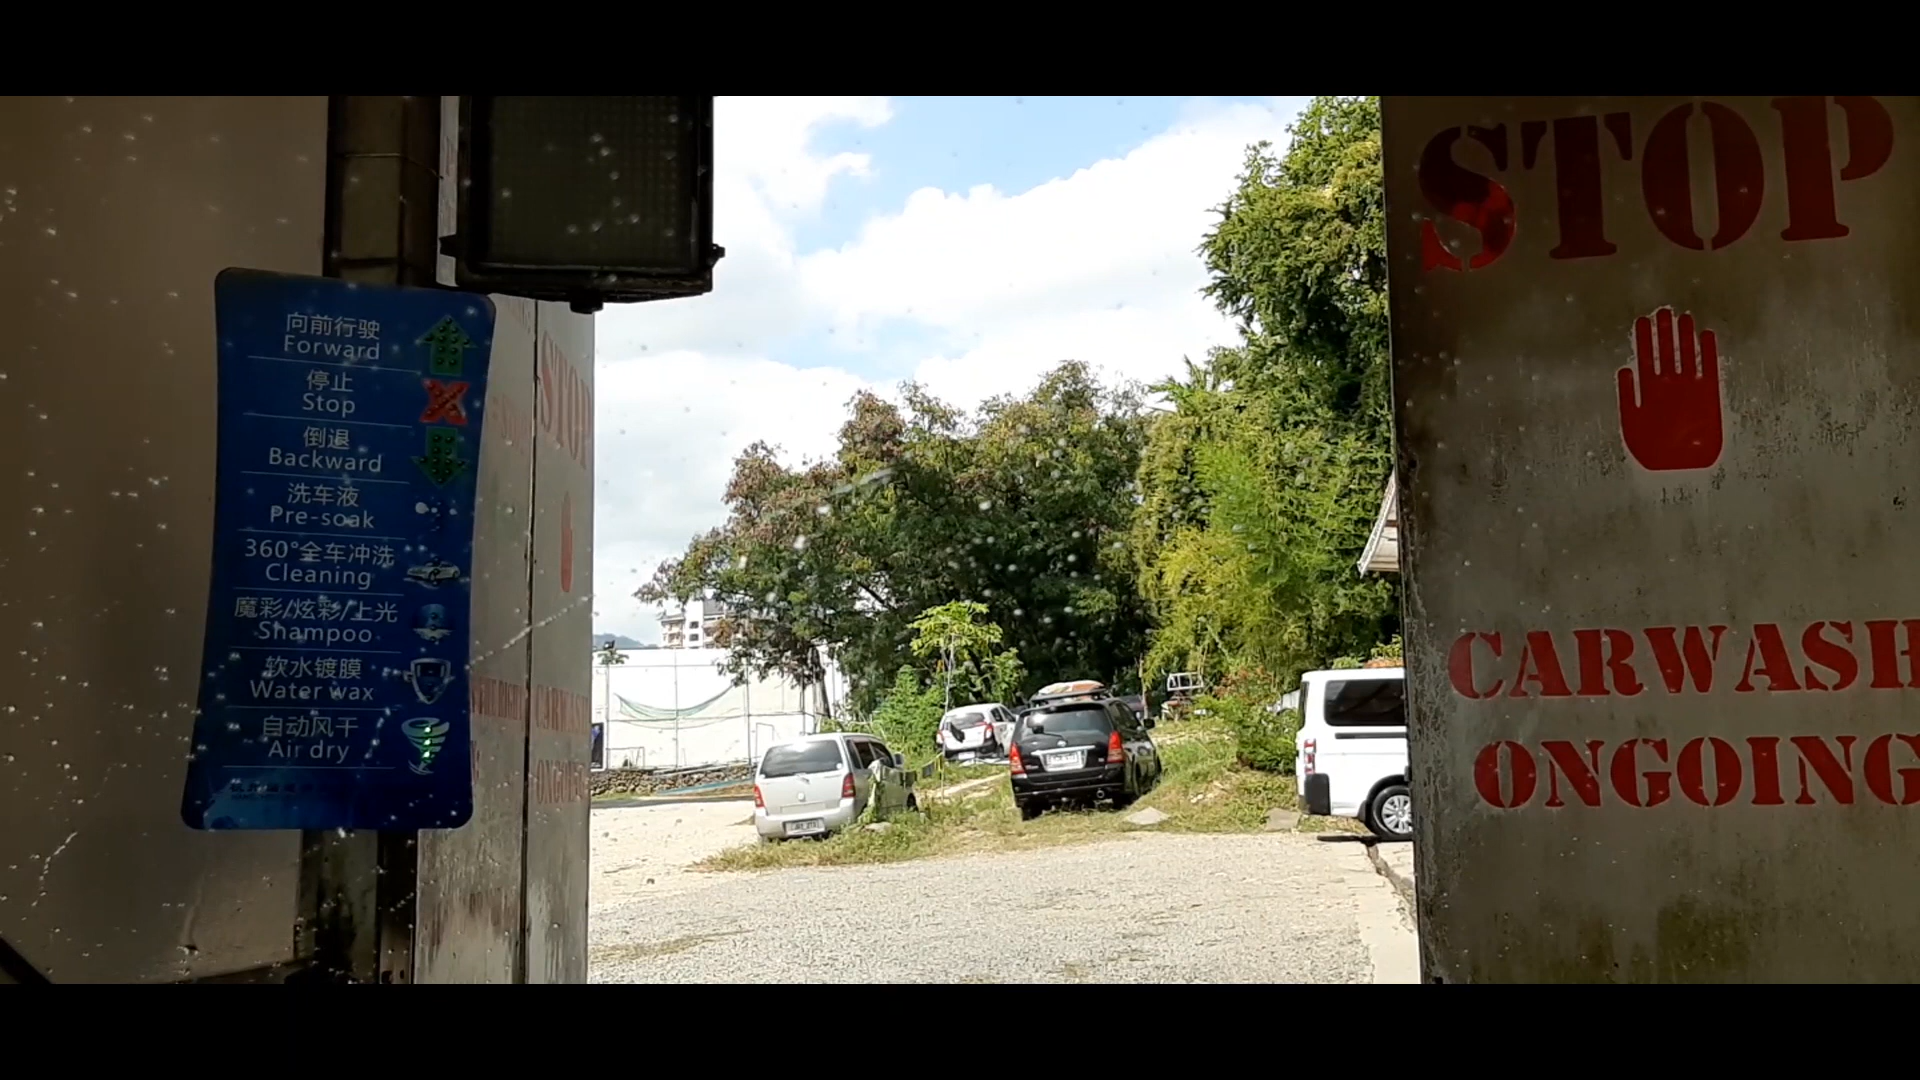 向前行驶
Forward
停止
Stop
倒退
Backward
洗车液
Pre-soak
360°全车冲洗
Cleaning
魔彩/炫彩/上光
Shampoo
软水镀膜
Water wax
自动风干
Air dry
STOP
CARWASH
ONGOING
STOP
CARWASH
ONGOING